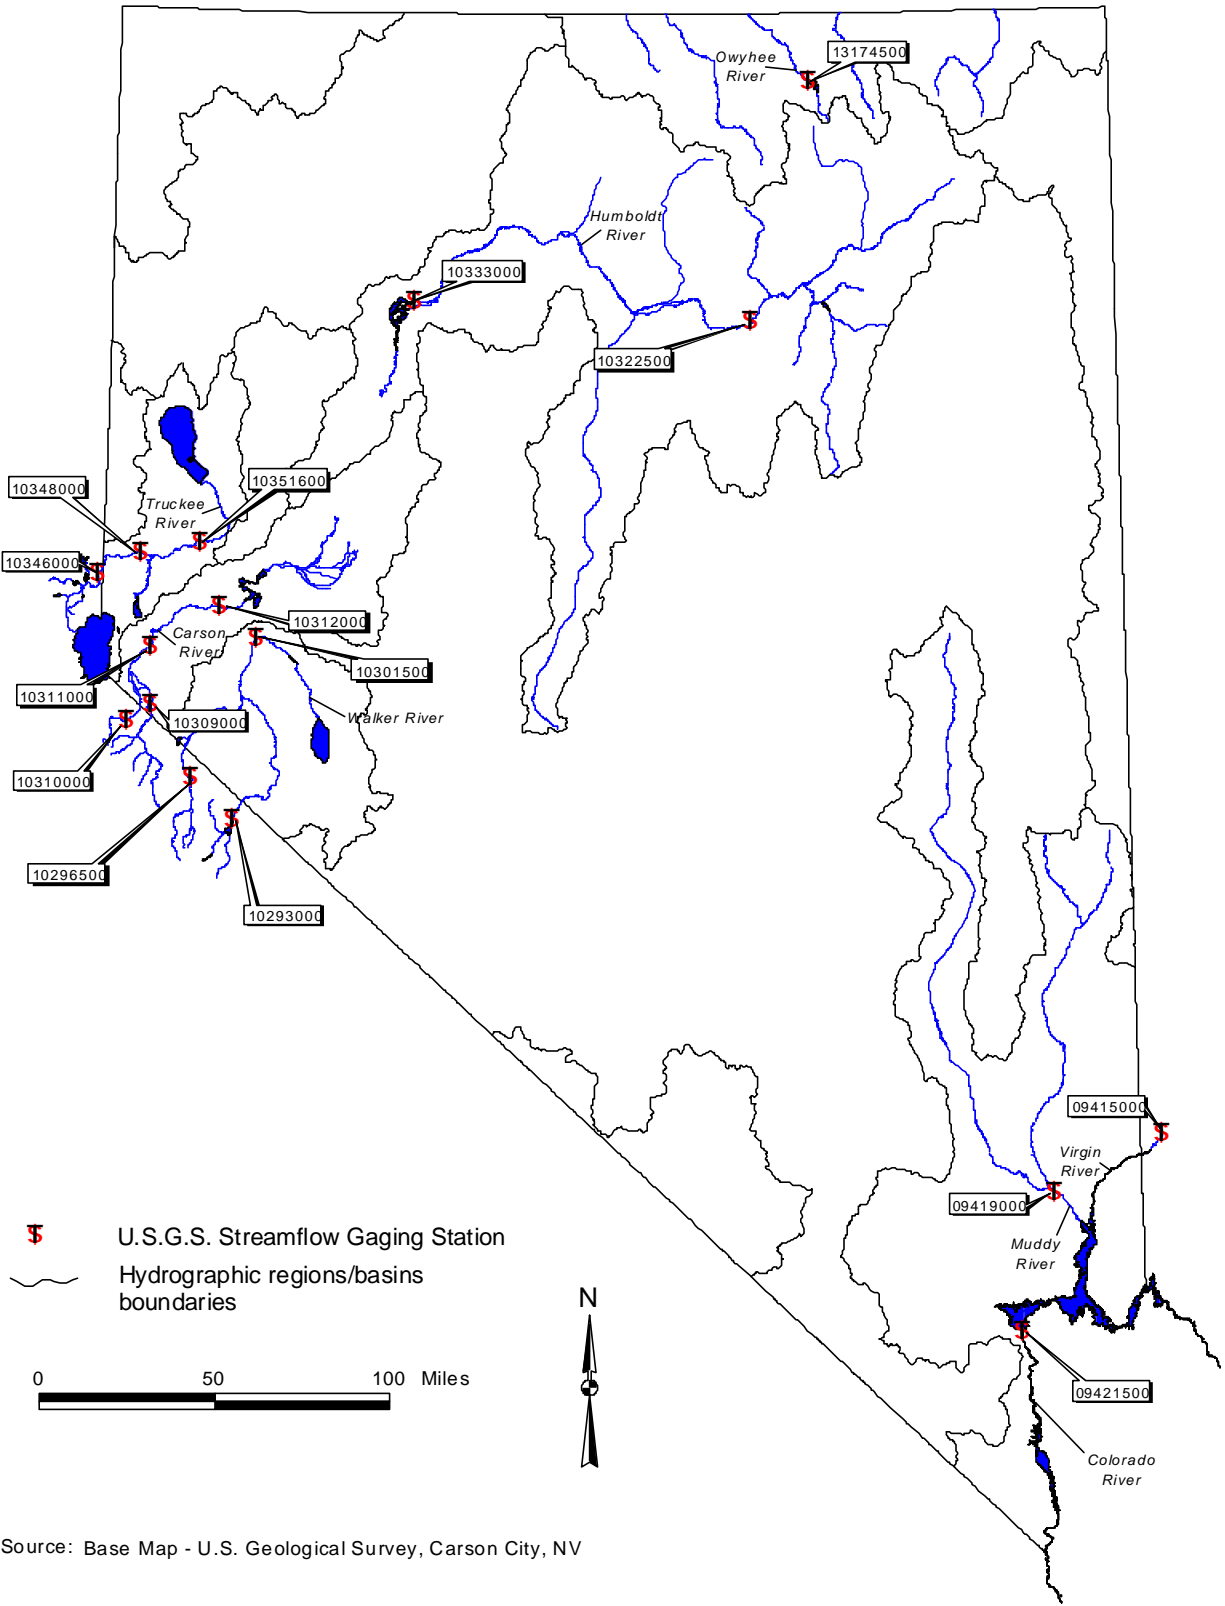 Owyhee
River
13174500
Humboldt
River
10333000
10322500
10351600
10348000
Truckee
River
10346000
10312000
Carson
River
10301500
10311000
10309000
Walker River
10310000
10296500
10293000
09415000
Virgin
River
09419000
Muddy
River
U.S.G.S. Streamflow Gaging Station
Hydrographic regions/basins
boundaries
N
0 50 100 Miles
09421500
Colorado
River
Source: Base Map - U.S. Geological Survey, Carson City, NV